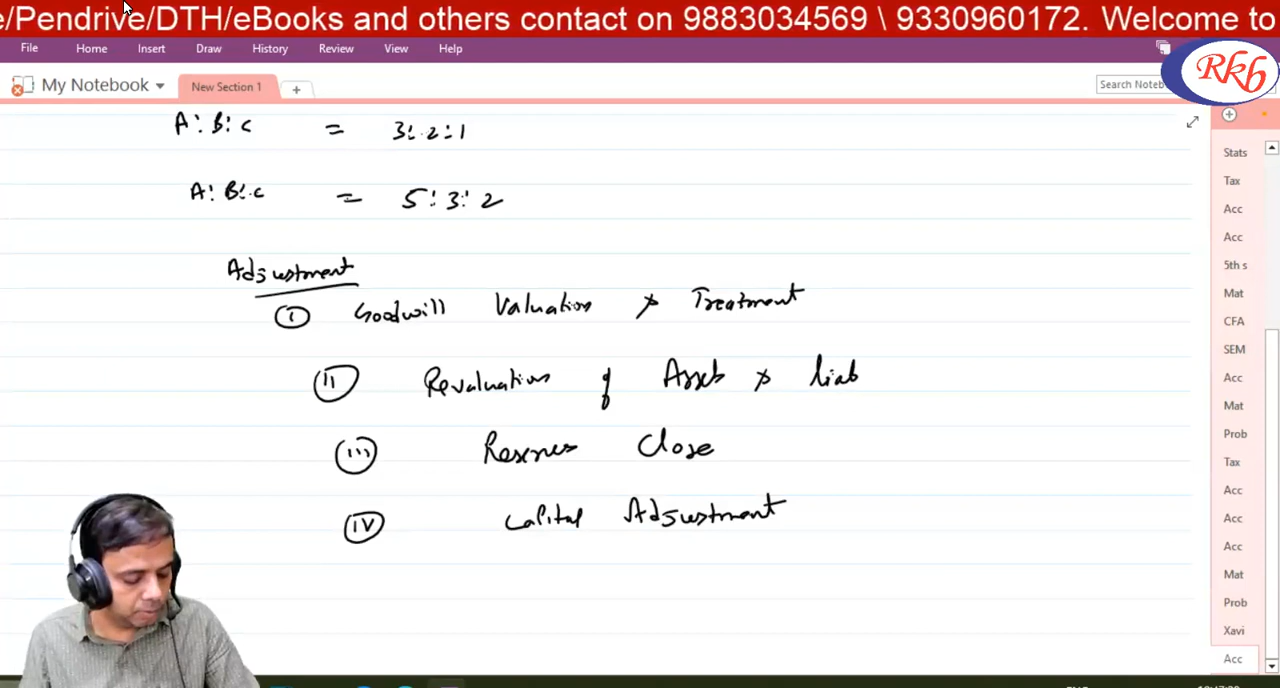 e/Pendrive/DTH/eBooks and others contact on 9883034569 \ 9330960172. Welcome to
File Home Insert Draw History Review View Help
Rkb
My Notebook New Section 1 + Search Noteb
A:B:C = 3:2:1
A:B:C = 5:3:2
Adjustment
(i) Goodwill Valuation & Treatment
(ii) Revaluation of Asset & liab
(iii) Reserves Close
(iv) Capital Adjustment
Stats
Tax
Acc
Acc
5th s
Mat
CFA
SEM
Acc
Mat
Prob
Tax
Acc
Acc
Acc
Mat
Prob
Xavi
Acc